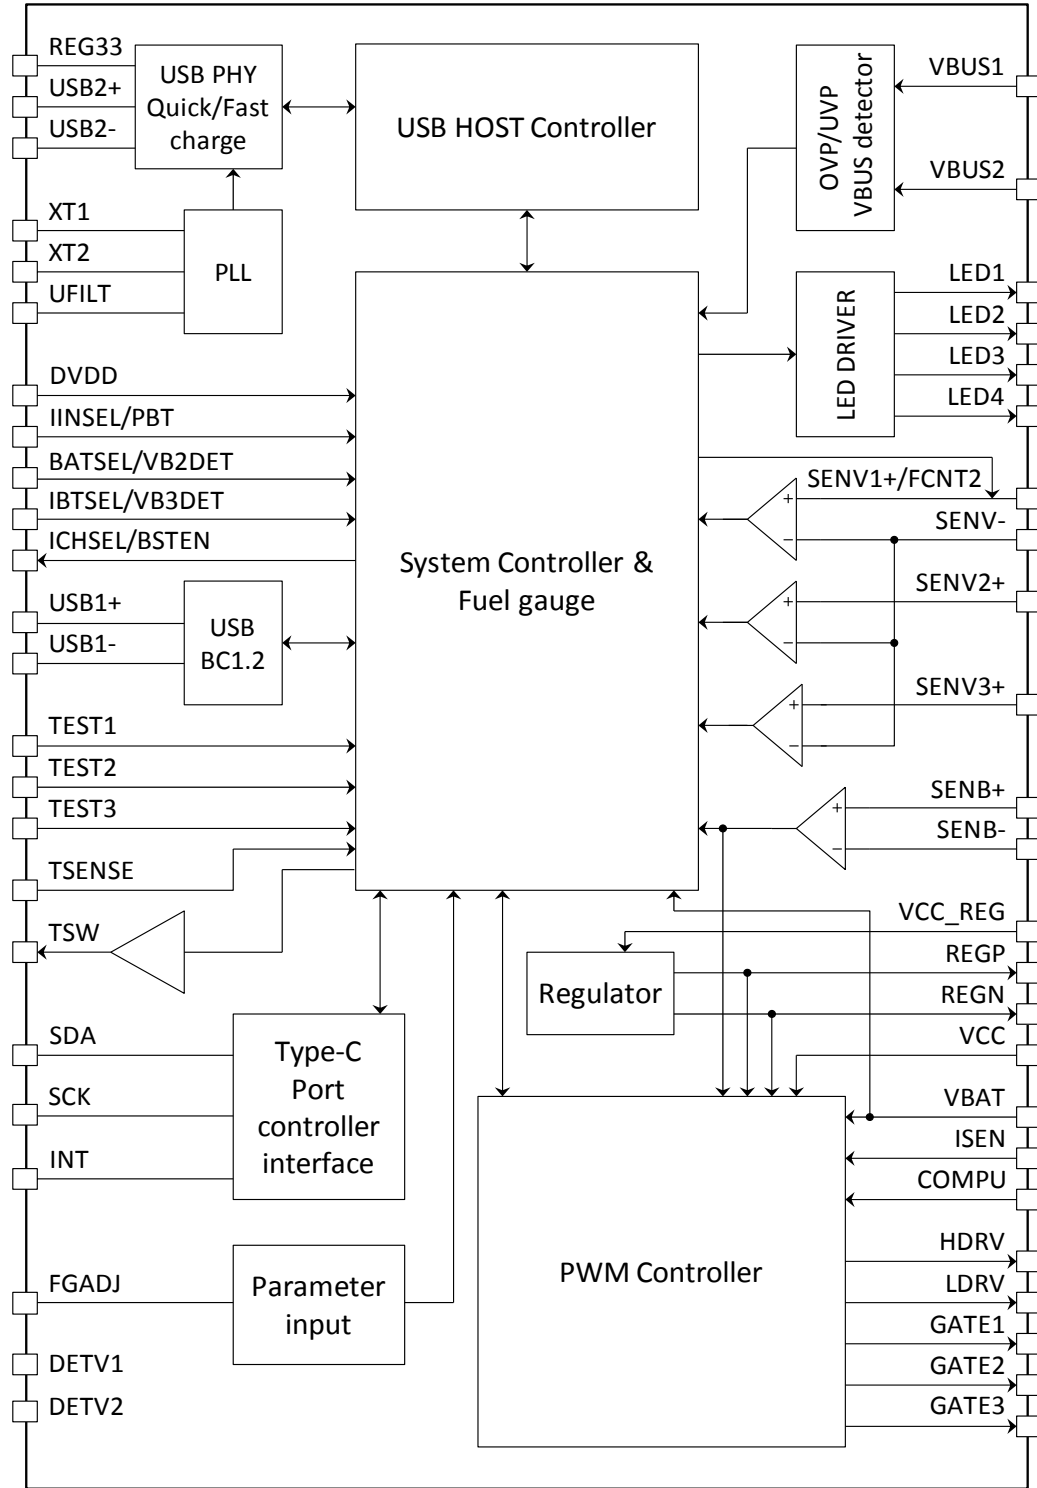 REG33
USB2+
USB2-
USB PHY
Quick/Fast
charge
USB HOST Controller
OVP/UVP
VBUS detector
VBUS1
VBUS2
XT1
XT2
UFILT
PLL
LED DRIVER
LED1
LED2
LED3
LED4
DVDD
IINSEL/PBT
BATSEL/VB2DET
IBTSEL/VB3DET
ICHSEL/BSTEN
System Controller &
Fuel gauge
+
−
SENV1+/FCNT2
SENV-
+
−
SENV2+
+
−
SENV3+
+
−
SENB+
SENB-
USB1+
USB1-
USB
BC1.2
TEST1
TEST2
TEST3
TSENSE
TSW
Regulator
VCC_REG
REGP
REGN
VCC
VBAT
ISEN
COMPU
SDA
SCK
INT
Type-C
Port
controller
interface
PWM Controller
HDRV
LDRV
GATE1
GATE2
GATE3
FGADJ
Parameter
input
DETV1
DETV2